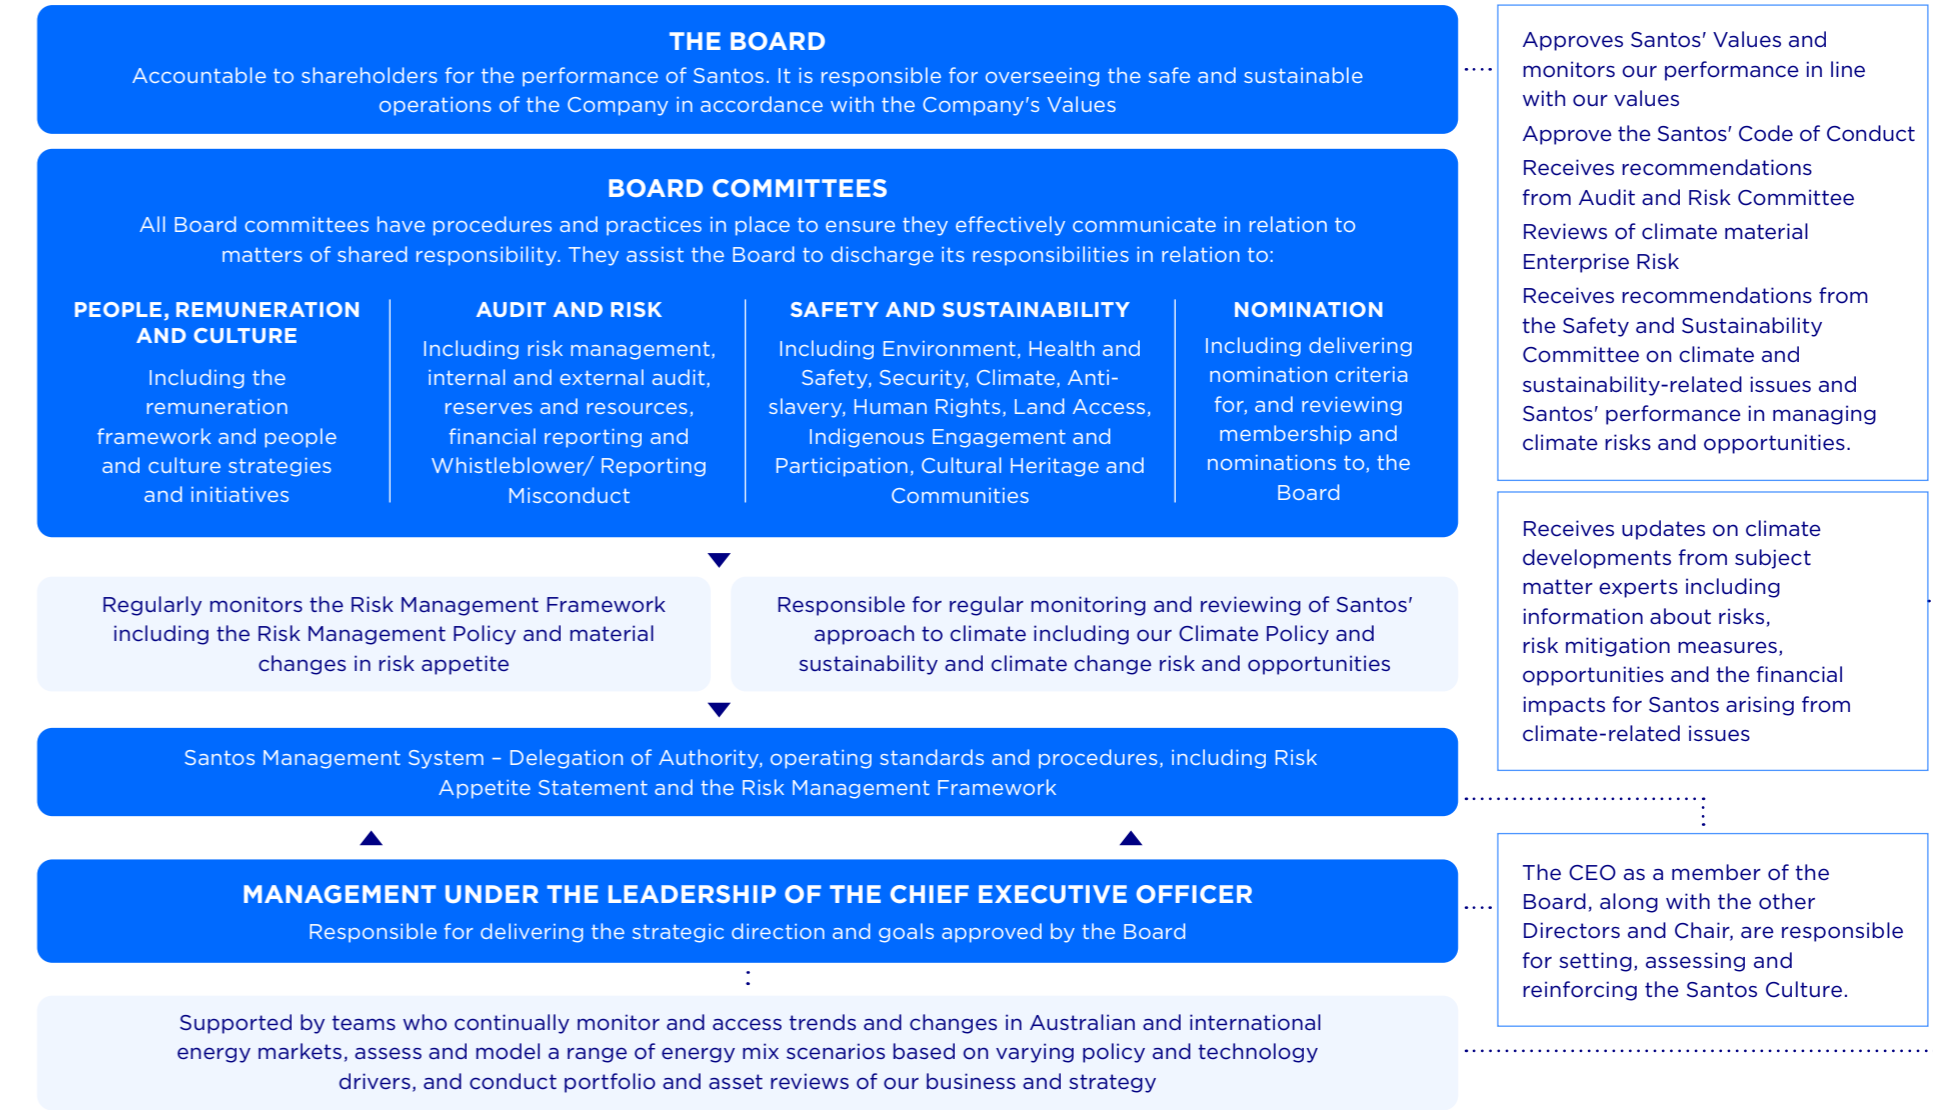 THE BOARD
Accountable to shareholders for the performance of Santos. It is responsible for overseeing the safe and sustainable
operations of the Company in accordance with the Company's Values
BOARD COMMITTEES
All Board committees have procedures and practices in place to ensure they effectively communicate in relation to
matters of shared responsibility. They assist the Board to discharge its responsibilities in relation to:
PEOPLE, REMUNERATION
AND CULTURE
Including the
remuneration
framework and people
and culture strategies
and initiatives
AUDIT AND RISK
Including risk management,
internal and external audit,
reserves and resources,
financial reporting and
Whistleblower/ Reporting
Misconduct
SAFETY AND SUSTAINABILITY
Including Environment, Health and
Safety, Security, Climate, Anti-
slavery, Human Rights, Land Access,
Indigenous Engagement and
Participation, Cultural Heritage and
Communities
NOMINATION
Including delivering
nomination criteria
for, and reviewing
membership and
nominations to, the
Board
Regularly monitors the Risk Management Framework
including the Risk Management Policy and material
changes in risk appetite
Responsible for regular monitoring and reviewing of Santos'
approach to climate including our Climate Policy and
sustainability and climate change risk and opportunities
Santos Management System – Delegation of Authority, operating standards and procedures, including Risk
Appetite Statement and the Risk Management Framework
MANAGEMENT UNDER THE LEADERSHIP OF THE CHIEF EXECUTIVE OFFICER
Responsible for delivering the strategic direction and goals approved by the Board
Supported by teams who continually monitor and access trends and changes in Australian and international
energy markets, assess and model a range of energy mix scenarios based on varying policy and technology
drivers, and conduct portfolio and asset reviews of our business and strategy
Approves Santos' Values and
monitors our performance in line
with our values
Approve the Santos' Code of Conduct
Receives recommendations
from Audit and Risk Committee
Reviews of climate material
Enterprise Risk
Receives recommendations from
the Safety and Sustainability
Committee on climate and
sustainability-related issues and
Santos' performance in managing
climate risks and opportunities.
Receives updates on climate
developments from subject
matter experts including
information about risks,
risk mitigation measures,
opportunities and the financial
impacts for Santos arising from
climate-related issues
The CEO as a member of the
Board, along with the other
Directors and Chair, are responsible
for setting, assessing and
reinforcing the Santos Culture.